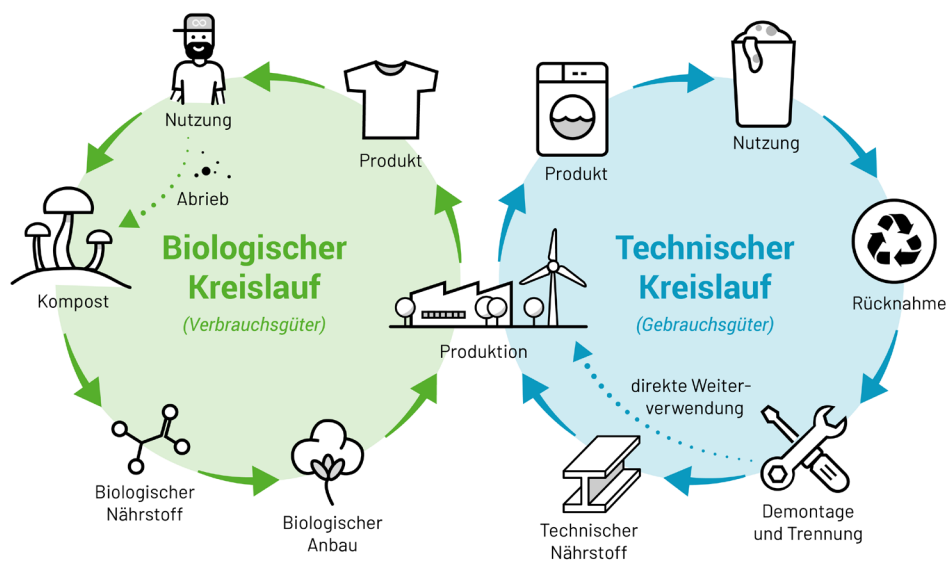 Nutzung
Produkt
Abrieb
Biologischer
Kreislauf
(Verbrauchsgüter)
Kompost
Biologischer
Nährstoff
Biologischer
Anbau
Produktion
Produkt
Nutzung
Technischer
Kreislauf
(Gebrauchsgüter)
Rücknahme
direkte Weiter-
verwendung
Demontage
und Trennung
Technischer
Nährstoff